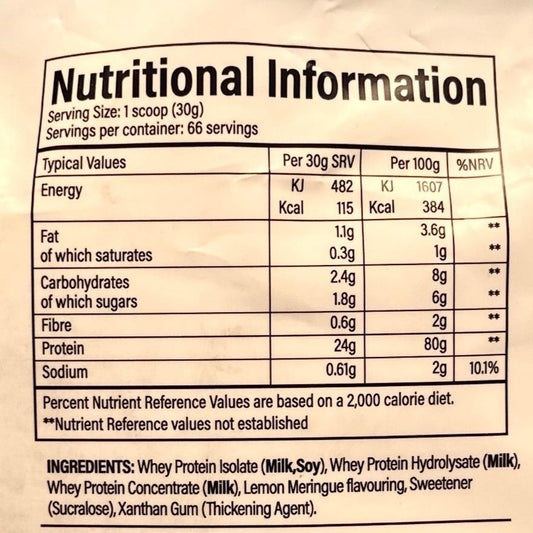 Nutritional Information
Serving Size: 1 scoop (30g)
Servings per container: 66 servings
Typical Values Per 30g SRV Per 100g %NRV
Energy KJ 482 KJ 1607
Kcal 115 Kcal 384
Fat 1.1g 3.6g **
of which saturates 0.3g 1g **
Carbohydrates 2.4g 8g **
of which sugars 1.8g 6g **
Fibre 0.6g 2g **
Protein 24g 80g **
Sodium 0.61g 2g 10.1%
Percent Nutrient Reference Values are based on a 2,000 calorie diet.
**Nutrient Reference values not established
INGREDIENTS: Whey Protein Isolate (Milk,Soy), Whey Protein Hydrolysate (Milk),
Whey Protein Concentrate (Milk), Lemon Meringue flavouring, Sweetener
(Sucralose), Xanthan Gum (Thickening Agent).